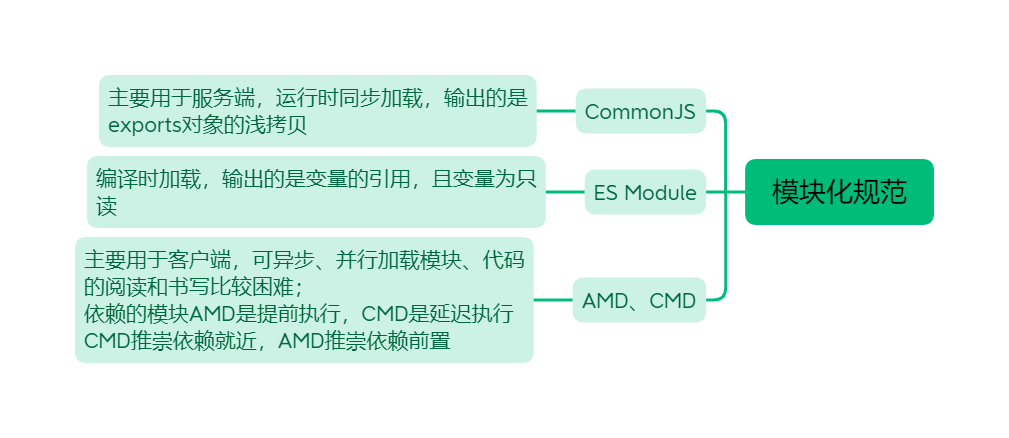 主要用于服务端，运行时同步加载，输出的是
exports对象的浅拷贝
CommonJS
编译时加载，输出的是变量的引用，且变量为只
读
ES Module
模块化规范
主要用于客户端，可异步、并行加载模块、代码
的阅读和书写比较困难；
依赖的模块AMD是提前执行，CMD是延迟执行
CMD推崇依赖就近，AMD推崇依赖前置
AMD、CMD